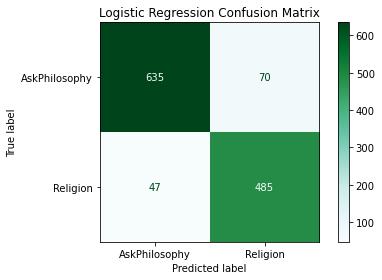 Logistic Regression Confusion Matrix
AskPhilosophy
635
70
Religion
47
485
True label
AskPhilosophy
Religion
Predicted label
600
500
400
300
200
100